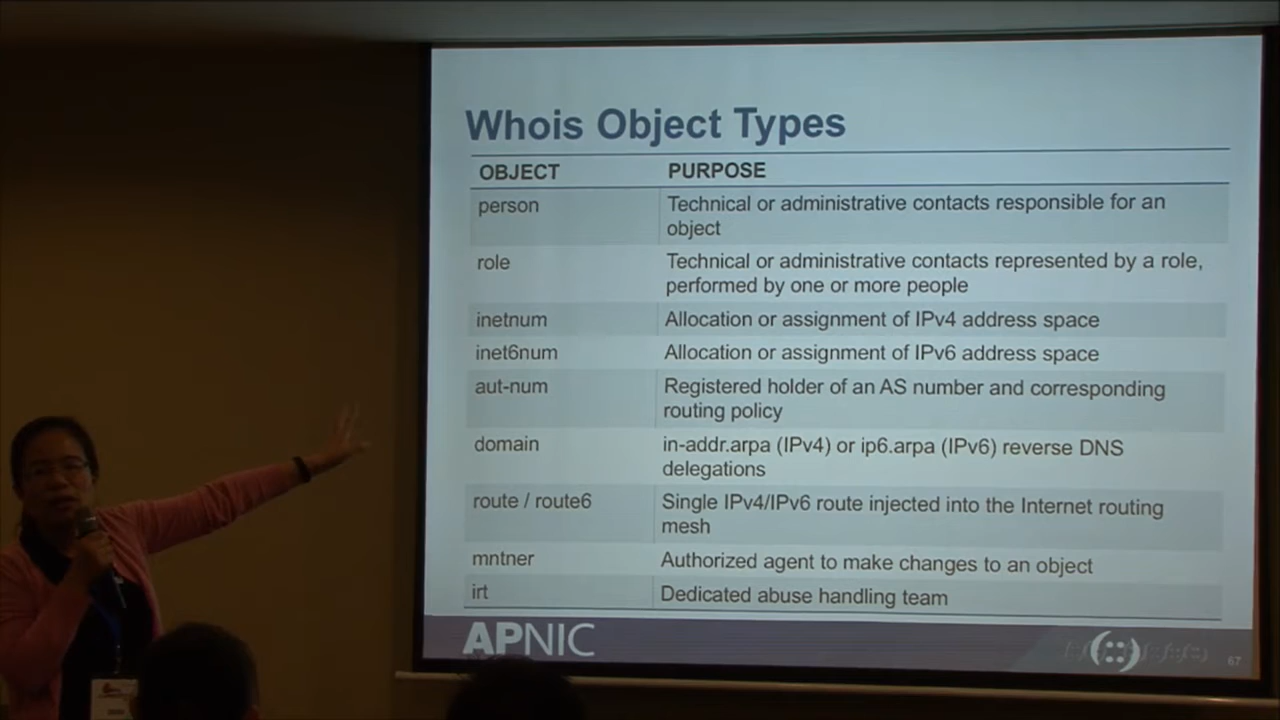 Whois Object Types
OBJECT PURPOSE
person Technical or administrative contacts responsible for an
object
role Technical or administrative contacts represented by a role,
performed by one or more people
inetnum Allocation or assignment of IPv4 address space
inet6num Allocation or assignment of IPv6 address space
aut-num Registered holder of an AS number and corresponding
routing policy
domain in-addr.arpa (IPv4) or ip6.arpa (IPv6) reverse DNS
delegations
route / route6 Single IPv4/IPv6 route injected into the Internet routing
mesh
mntner Authorized agent to make changes to an object
irt Dedicated abuse handling team
APNIC
67